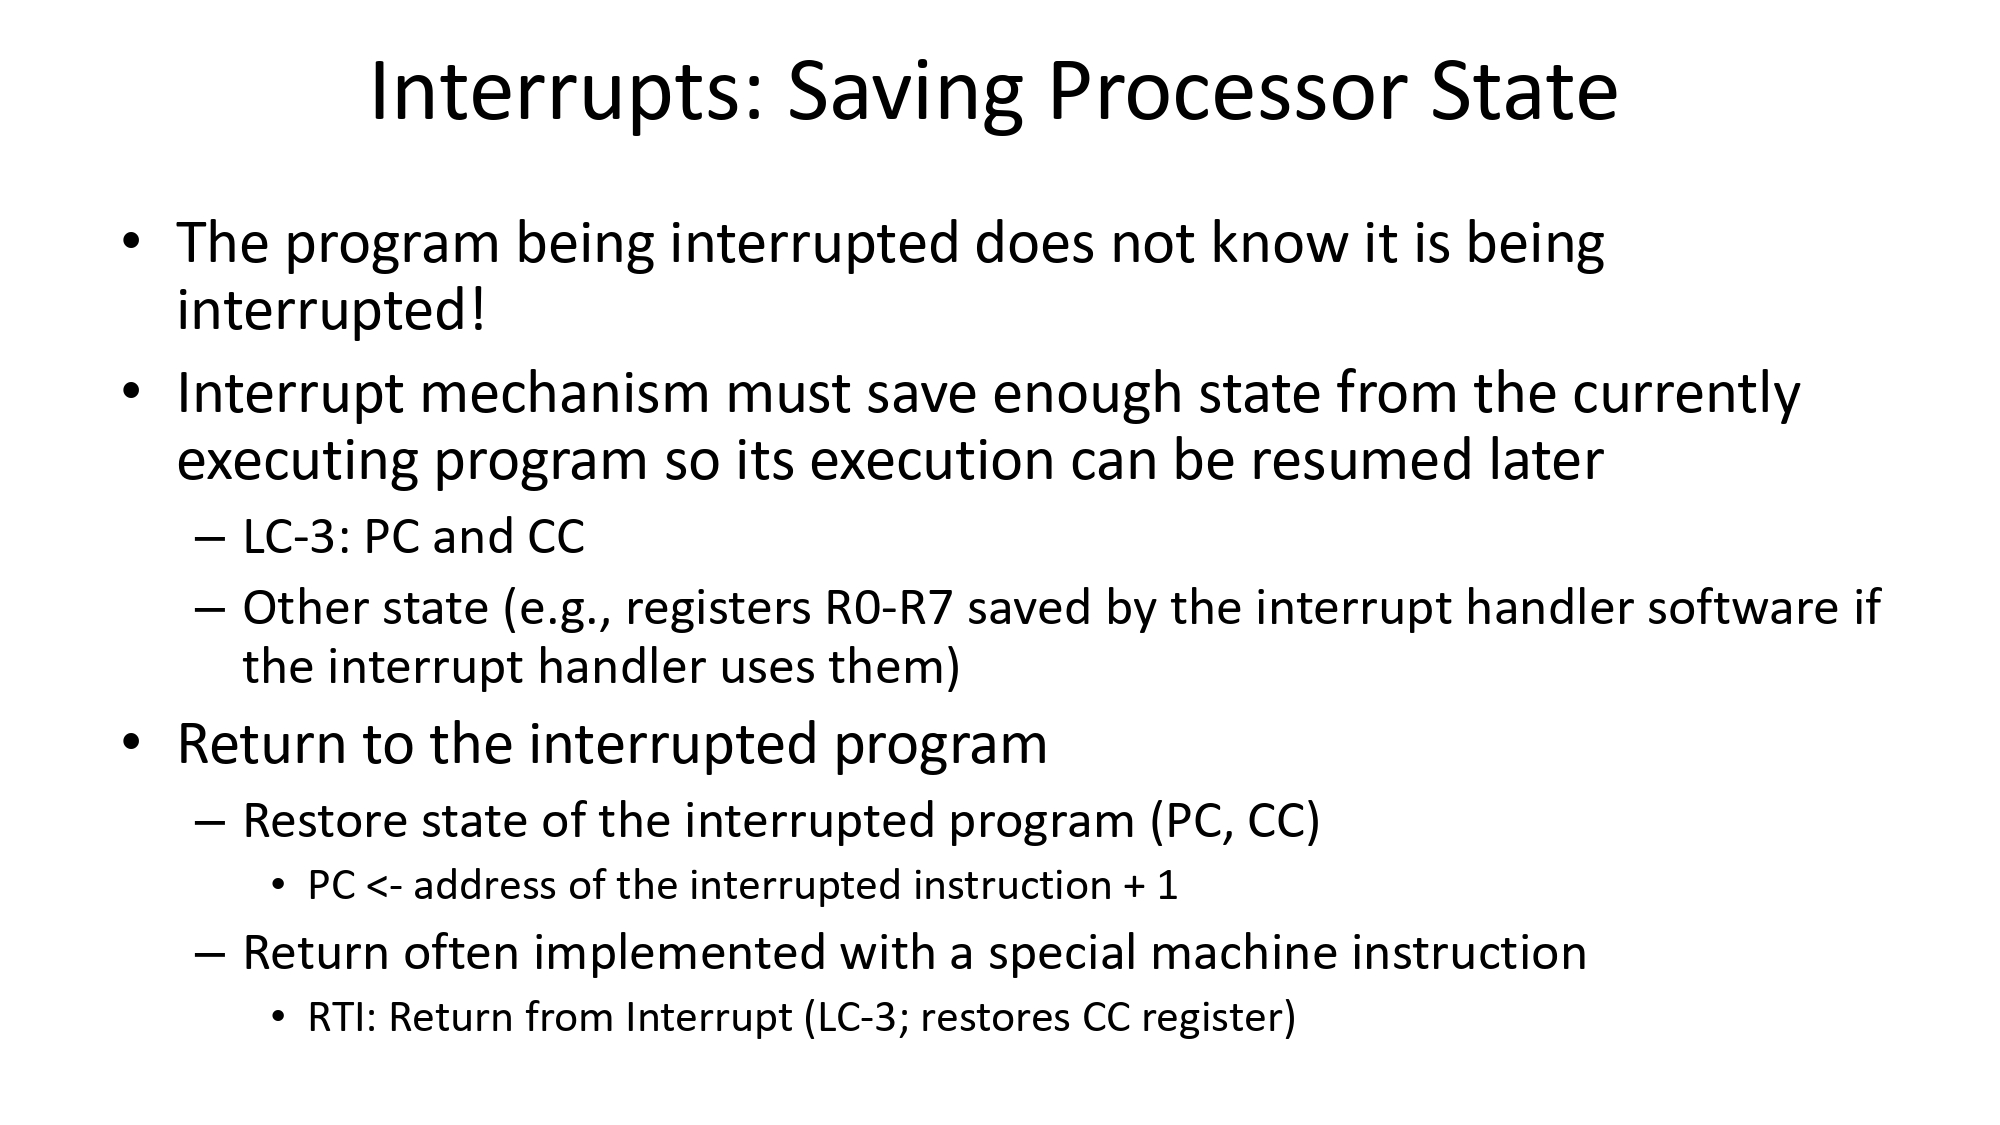 Interrupts: Saving Processor State
• The program being interrupted does not know it is being
interrupted!
• Interrupt mechanism must save enough state from the currently
executing program so its execution can be resumed later
– LC-3: PC and CC
– Other state (e.g., registers R0-R7 saved by the interrupt handler software if
the interrupt handler uses them)
• Return to the interrupted program
– Restore state of the interrupted program (PC, CC)
• PC <- address of the interrupted instruction + 1
– Return often implemented with a special machine instruction
• RTI: Return from Interrupt (LC-3; restores CC register)